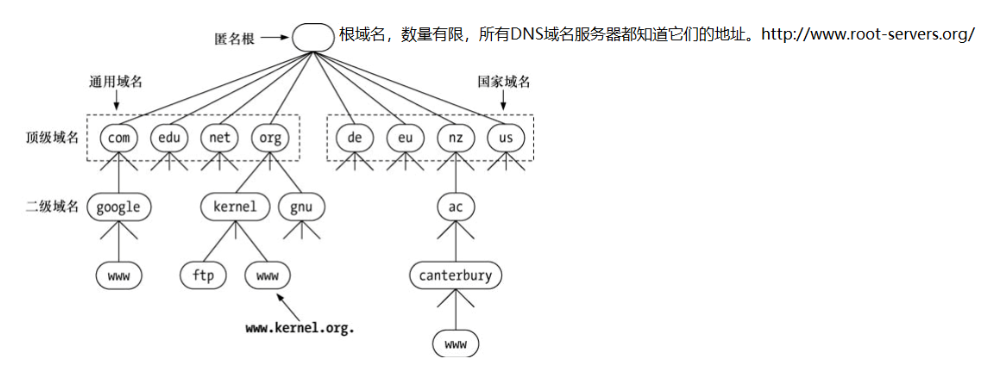 匿名根
根域名，数量有限，所有DNS域名服务器都知道它们的地址。http://www.root-servers.org/
通用域名
国家域名
顶级域名
com
edu
net
org
de
eu
nz
us
二级域名
google
kernel
gnu
ac
www
ftp
www
canterbury
www.kernel.org.
www